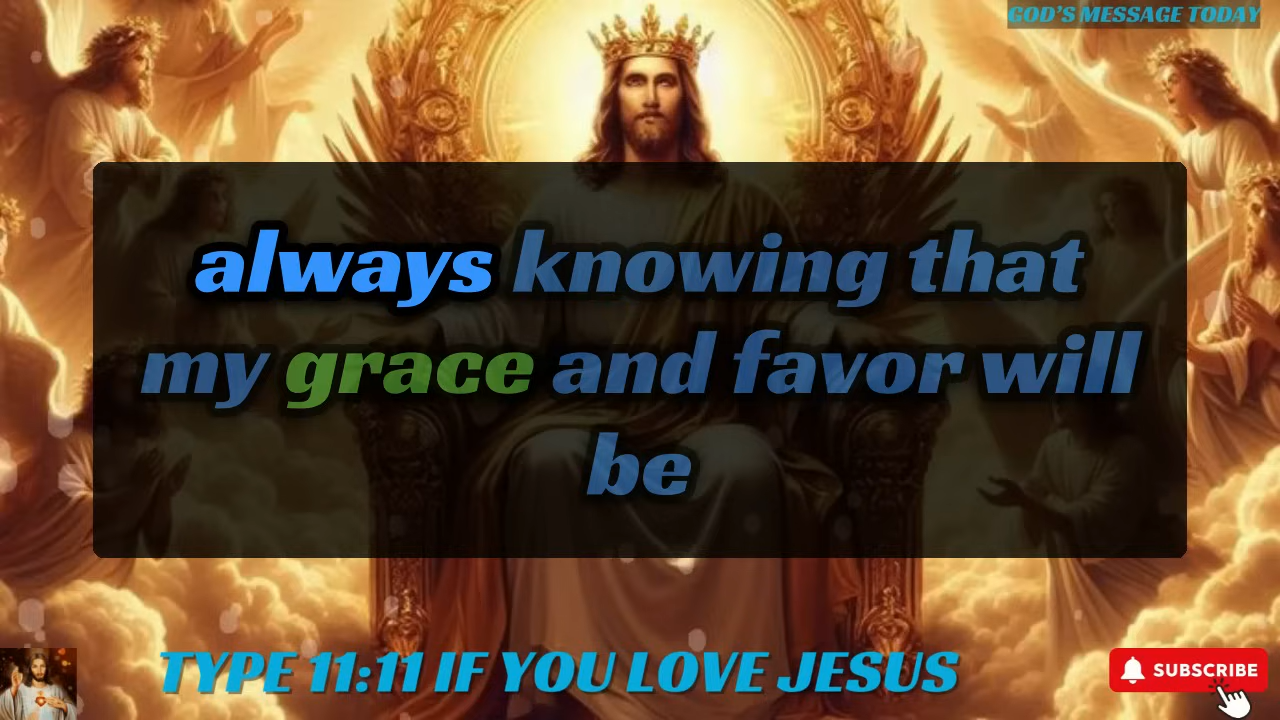 GOD'S MESSAGE TODAY
always knowing that
my grace and favor will
be
TYPE 11:11 IF YOU LOVE JESUS
SUBSCRIBE